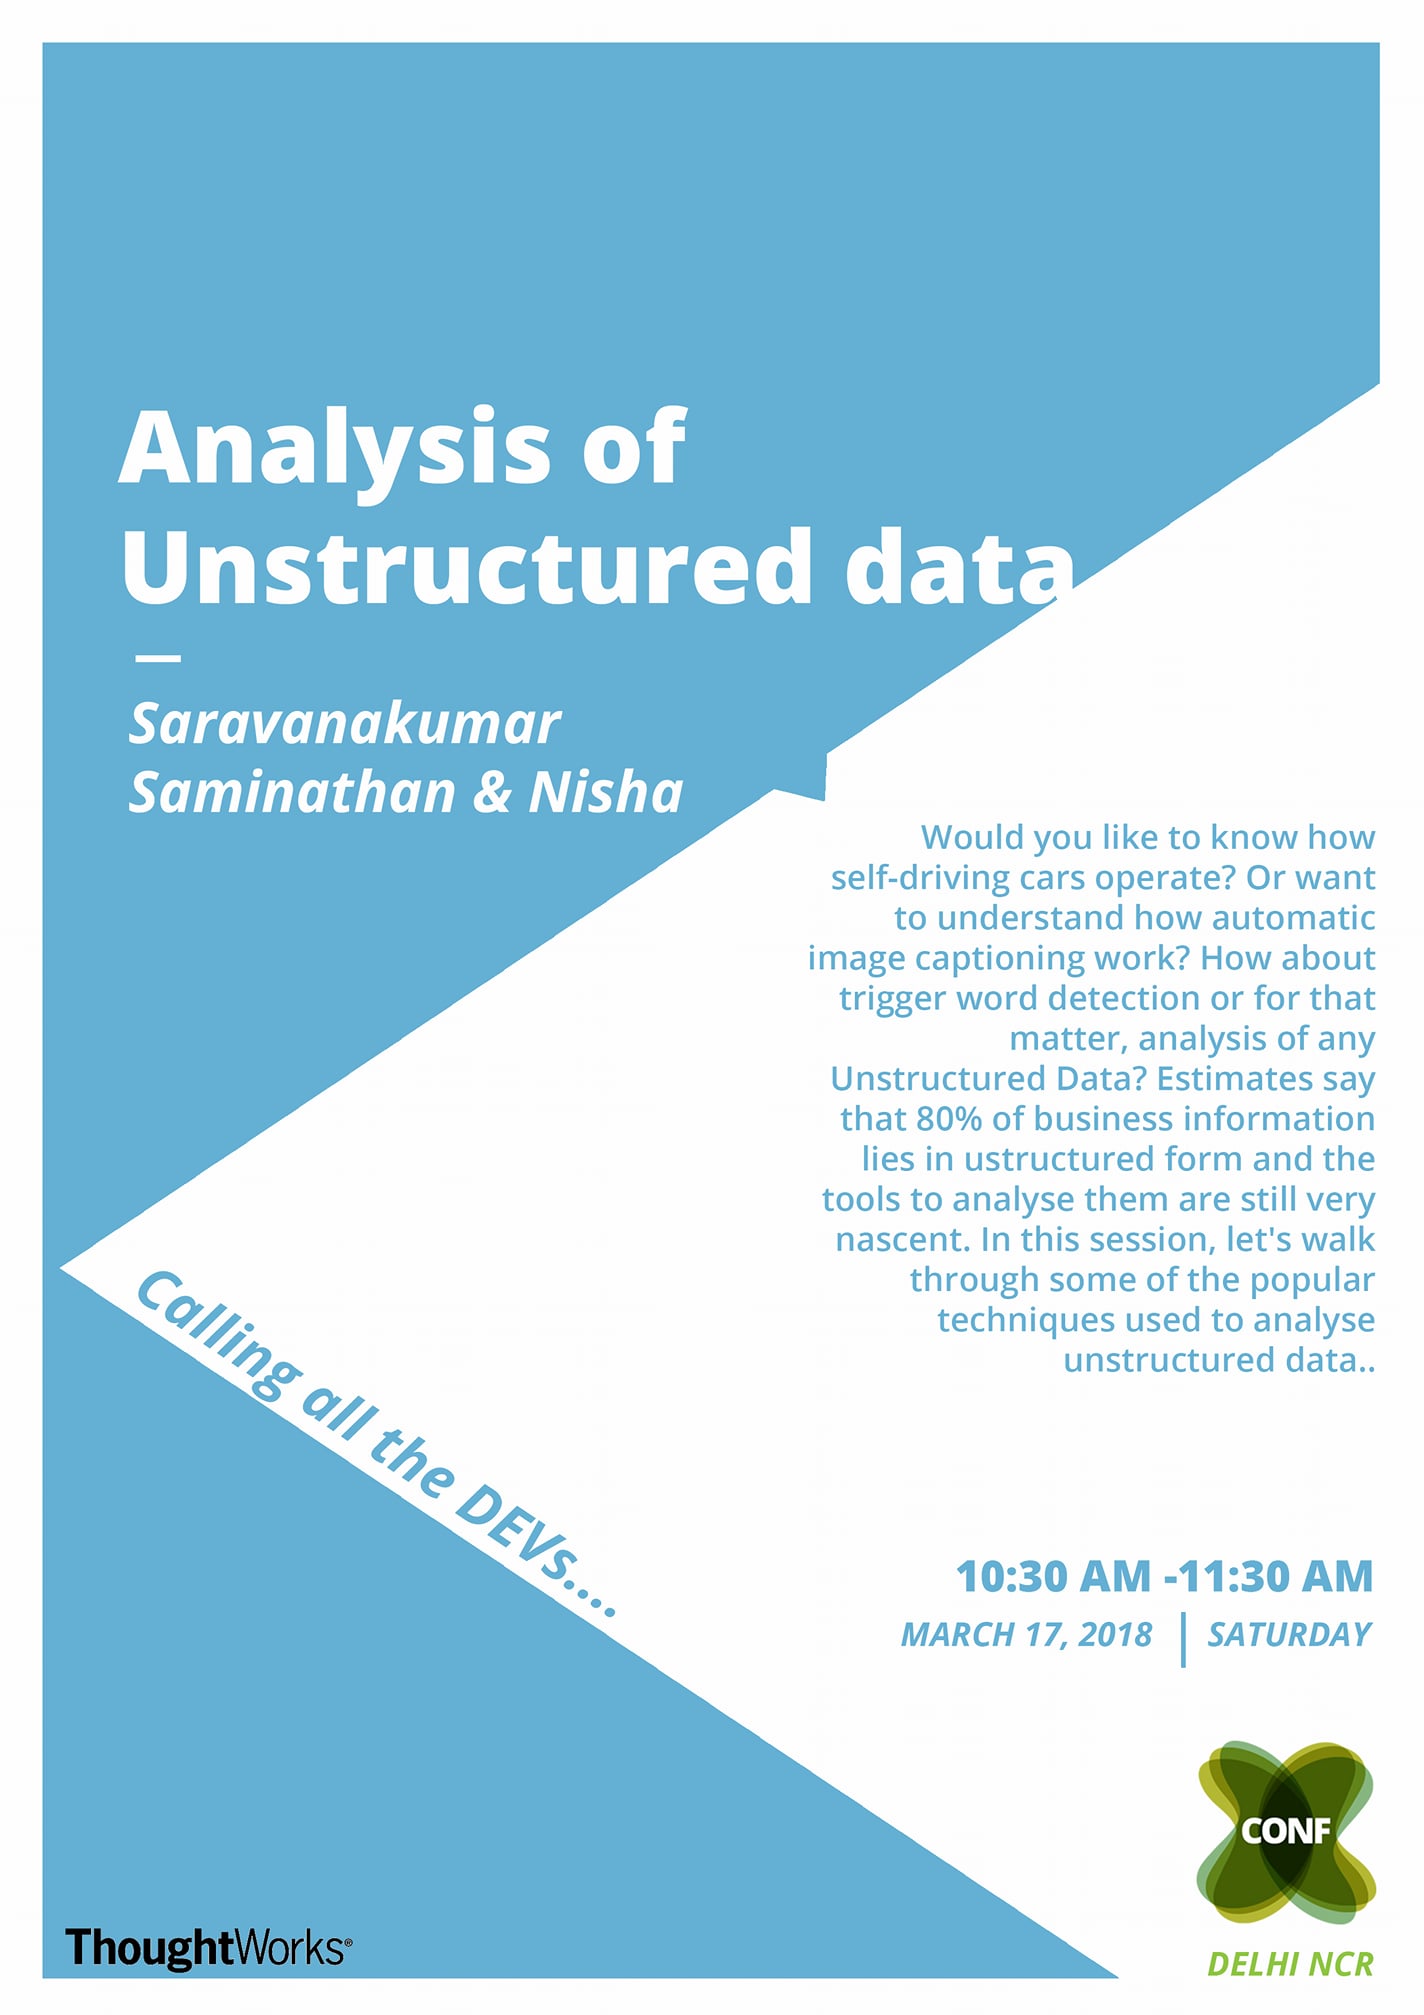 Analysis of
Unstructured data
Saravanakumar
Saminathan & Nisha
Would you like to know how
self-driving cars operate? Or want
to understand how automatic
image captioning work? How about
trigger word detection or for that
matter, analysis of any
Unstructured Data? Estimates say
that 80% of business information
lies in ustructured form and the
tools to analyse them are still very
nascent. In this session, let's walk
through some of the popular
techniques used to analyse
unstructured data..
Calling all the DEVs....
10:30 AM -11:30 AM
MARCH 17, 2018 | SATURDAY
CONF
DELHI NCR
ThoughtWorks®